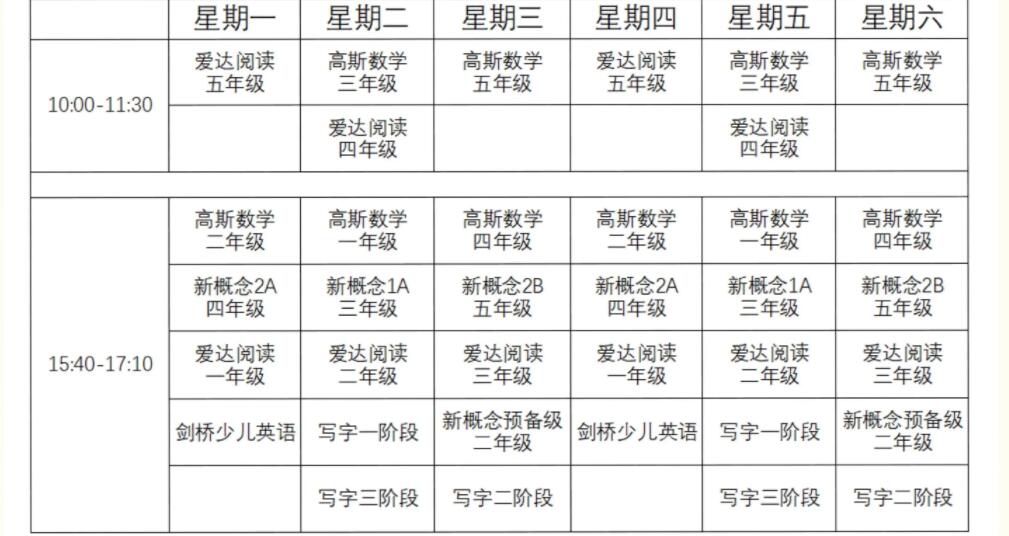 星期一 星期二 星期三 星期四 星期五 星期六
10:00-11:30
爱达阅读 高斯数学 高斯数学 爱达阅读 高斯数学 高斯数学
五年级 三年级 五年级 五年级 三年级 五年级
爱达阅读 爱达阅读
四年级 四年级
15:40-17:10
高斯数学 高斯数学 高斯数学 高斯数学 高斯数学 高斯数学
二年级 一年级 四年级 二年级 一年级 四年级
新概念2A 新概念1A 新概念2B 新概念2A 新概念1A 新概念2B
四年级 三年级 五年级 四年级 三年级 五年级
爱达阅读 爱达阅读 爱达阅读 爱达阅读 爱达阅读 爱达阅读
一年级 二年级 三年级 一年级 二年级 三年级
剑桥少儿英语 写字一阶段 新概念预备级 剑桥少儿英语 写字一阶段 新概念预备级
二年级 二年级
写字三阶段 写字二阶段 写字三阶段 写字二阶段